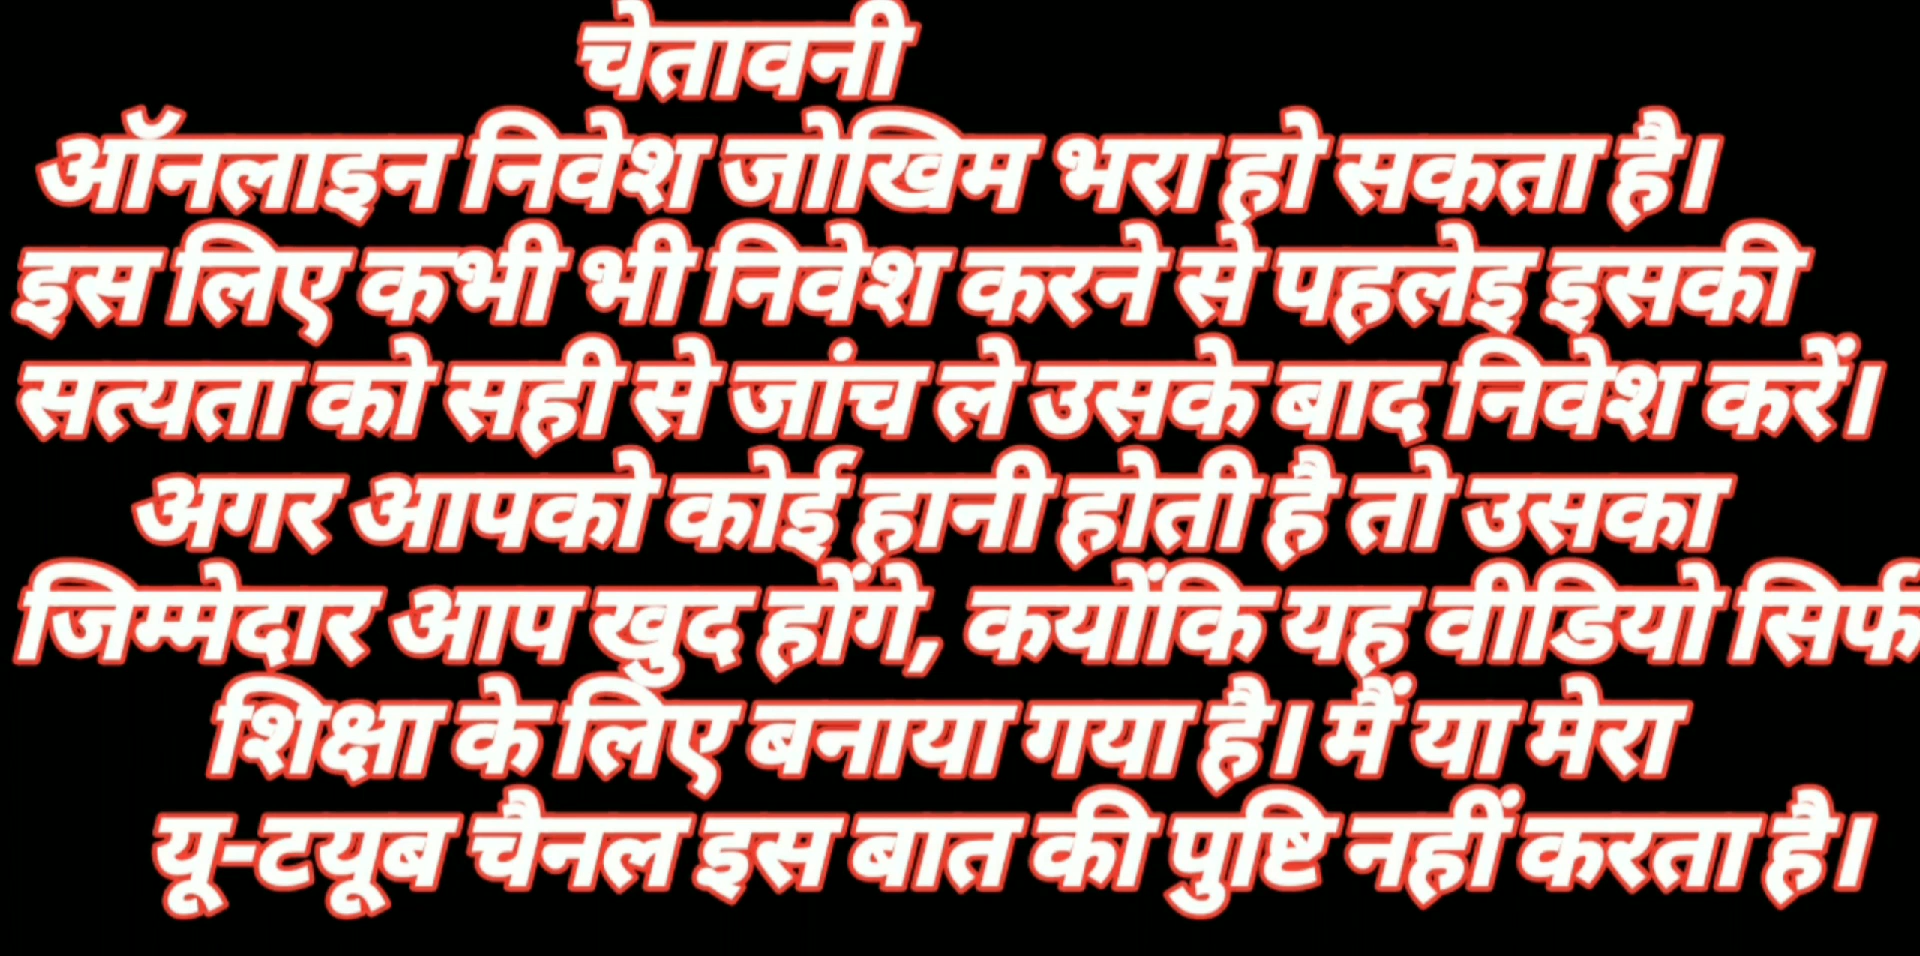 चेतावनी
ऑनलाइन निवेश जोखिम भरा हो सकता है।
इस लिए कभी भी निवेश करने से पहलेइ इसकी
सत्यता को सही से जांच ले उसके बाद निवेश करें।
अगर आपको कोई हानी होती है तो उसका
जिम्मेदार आप खुद होंगे, कयोंकि यह वीडियो सिर्फ
शिक्षा के लिए बनाया गया है। मैं या मेरा
यू-टयूब चैनल इस बात की पुष्टि नहीं करता है।